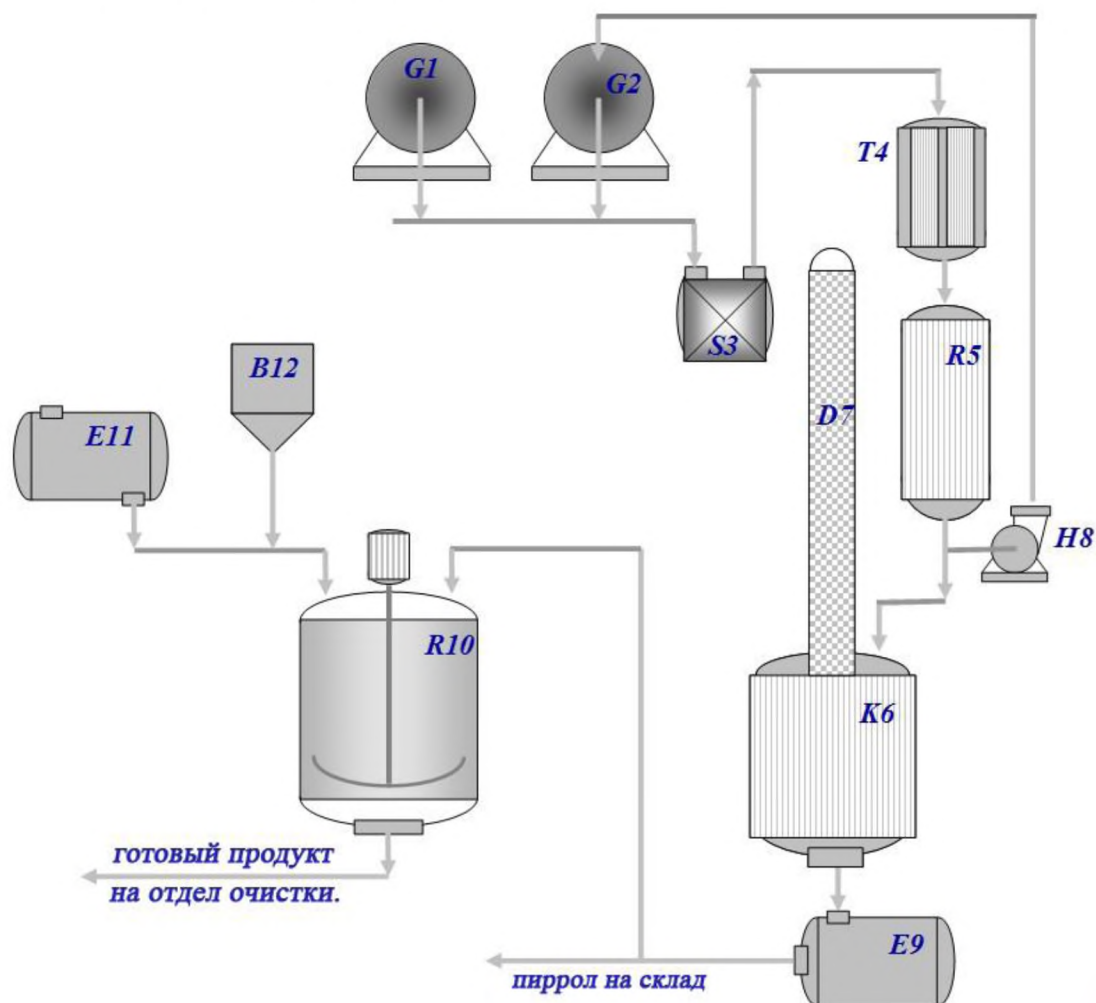 G1
G2
T4
S3
R5
B12
D7
E11
H8
R10
K6
готовый продукт
на отдел очистки.
E9
пиррол на склад